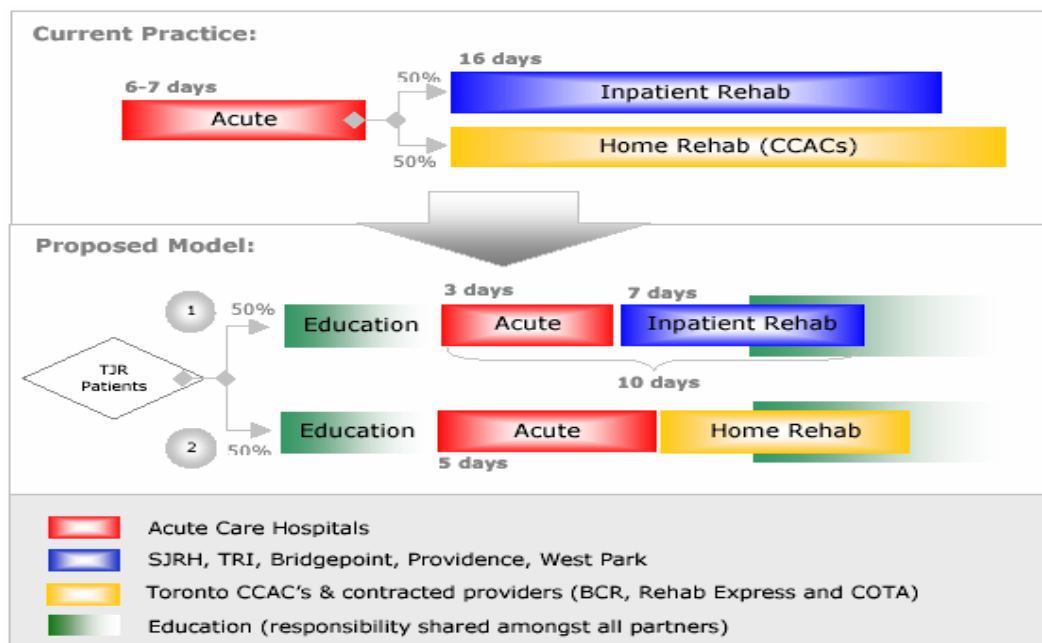 Current Practice:
6-7 days
16 days
50%
Acute
Inpatient Rehab
50%
Home Rehab (CCACs)
Proposed Model:
1
50%
3 days
7 days
Education
Acute
Inpatient Rehab
10 days
TJR
Patients
2
50%
Education
Acute
Home Rehab
5 days
Acute Care Hospitals
SJRH, TRI, Bridgepoint, Providence, West Park
Toronto CCAC's & contracted providers (BCR, Rehab Express and COTA)
Education (responsibility shared amongst all partners)